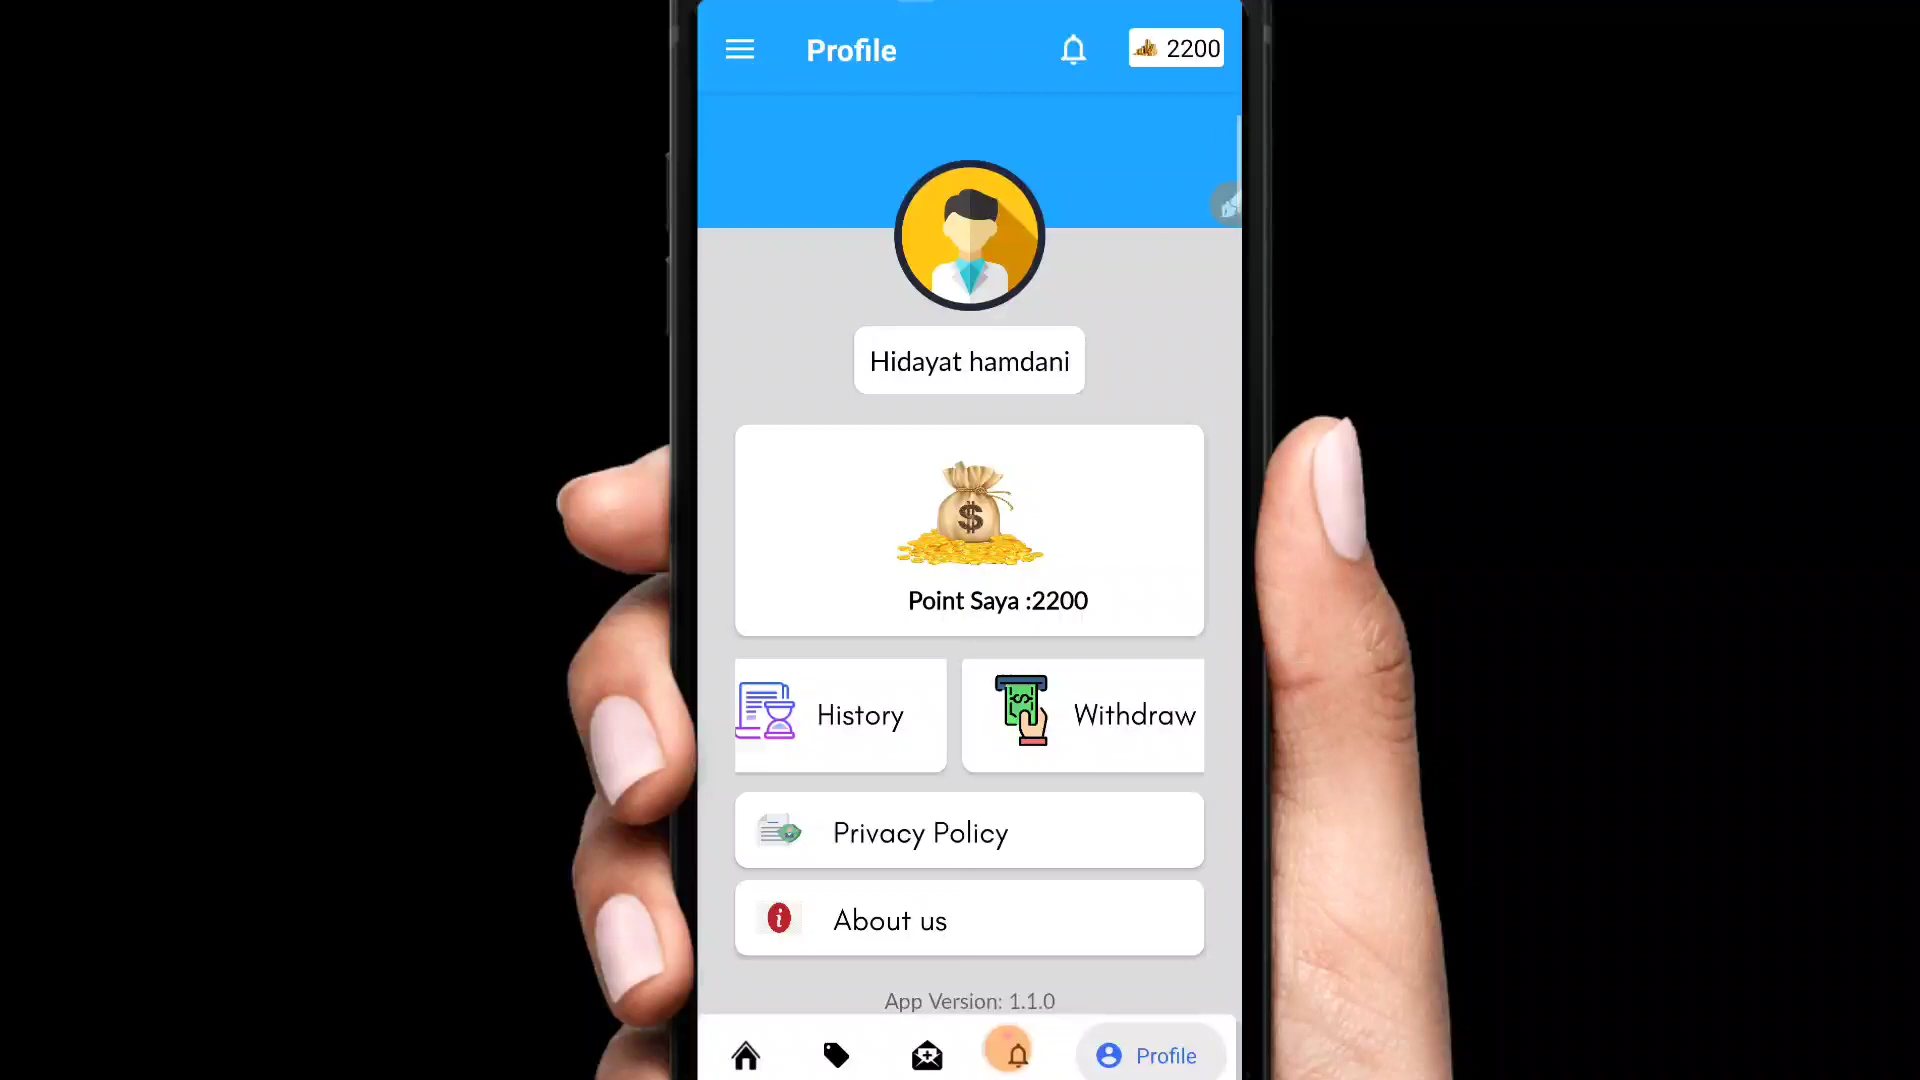 Profile
2200
Hidayat hamdani
$
Point Saya :2200
History
Withdraw
Privacy Policy
i
About us
App Version: 1.1.0
Profile